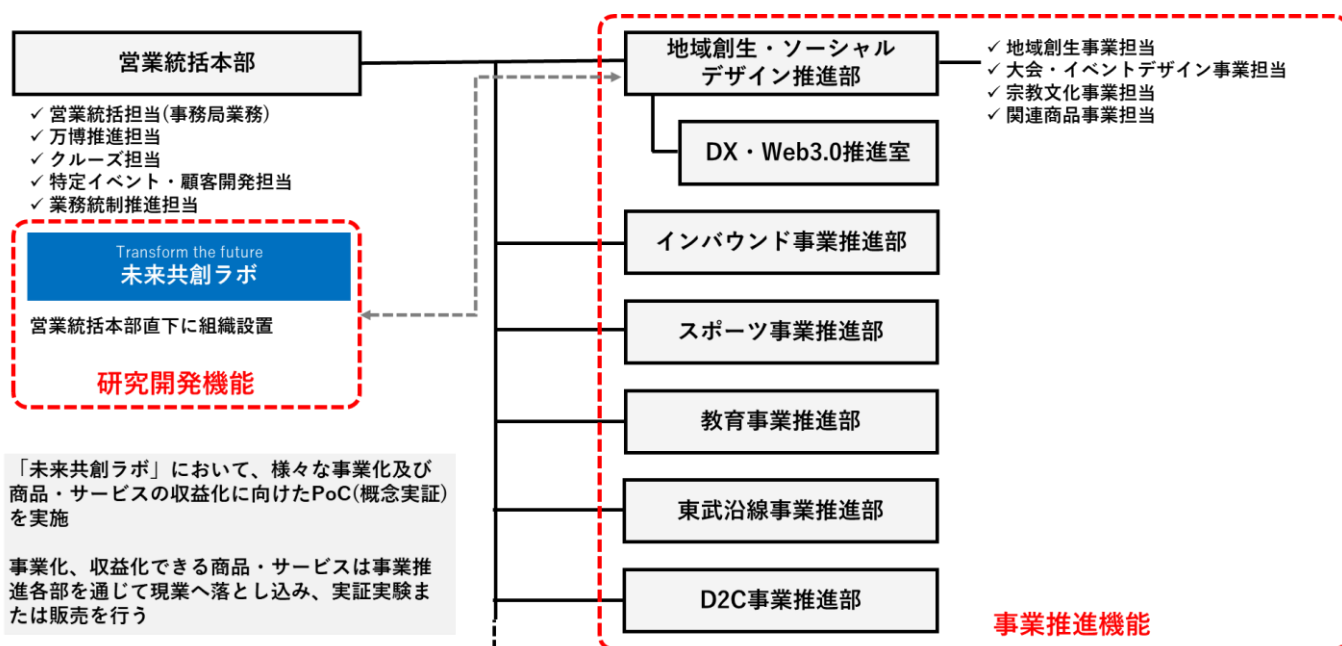 営業統括本部
✓ 営業統括担当(事務局業務)
✓ 万博推進担当
✓ クルーズ担当
✓ 特定イベント・顧客開発担当
✓ 業務統制推進担当
Transform the future
未来共創ラボ
営業統括本部直下に組織設置
研究開発機能
「未来共創ラボ」において、様々な事業化及び
商品・サービスの収益化に向けたPoC(概念実証)
を実施
事業化、収益化できる商品・サービスは事業推
進各部を通じて現業へ落とし込み、実証実験ま
たは販売を行う
地域創生・ソーシャル
デザイン推進部
✓ 地域創生事業担当
✓ 大会・イベントデザイン事業担当
✓ 宗教文化事業担当
✓ 関連商品事業担当
DX・Web3.0推進室
インバウンド事業推進部
スポーツ事業推進部
教育事業推進部
東武沿線事業推進部
D2C事業推進部
事業推進機能